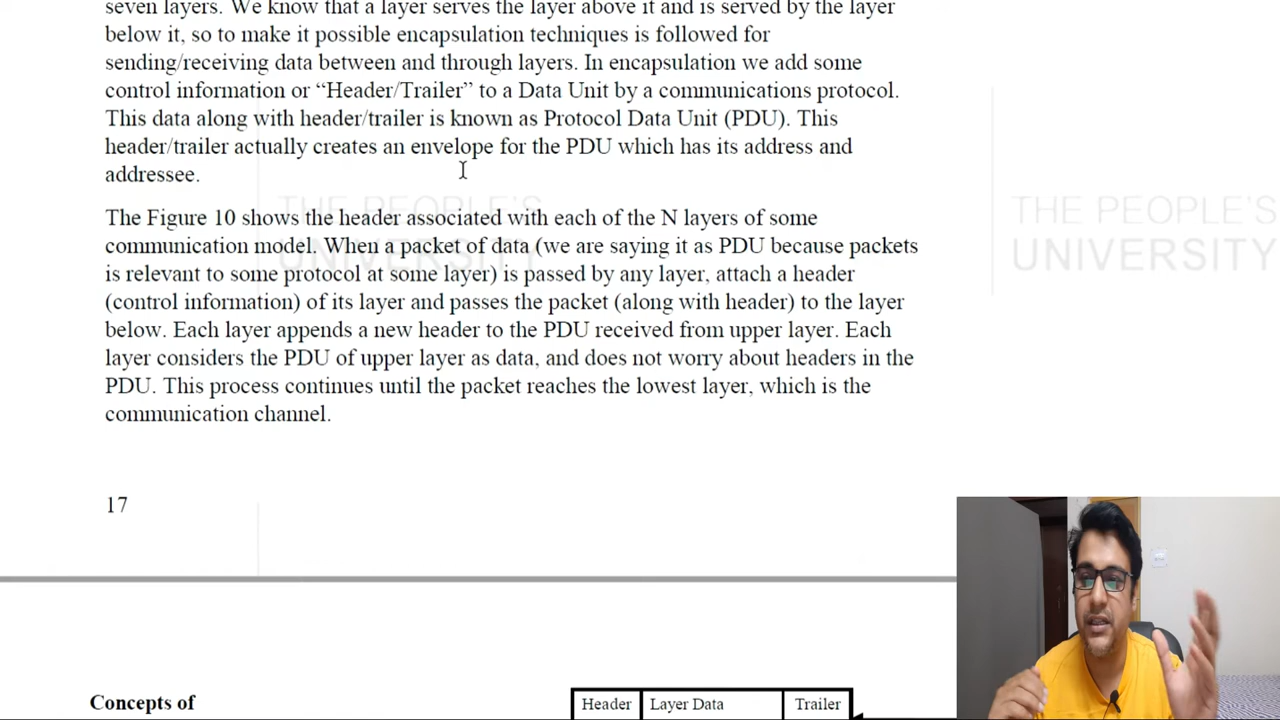 seven layers. We know that a layer serves the layer above it and is served by the layer
below it, so to make it possible encapsulation techniques is followed for
sending/receiving data between and through layers. In encapsulation we add some
control information or “Header/Trailer” to a Data Unit by a communications protocol.
This data along with header/trailer is known as Protocol Data Unit (PDU). This
header/trailer actually creates an envelope for the PDU which has its address and
addressee.
THE PEOPLE'S
UNIVERSITY
THE PEOPLE'S
UNIVERSITY
The Figure 10 shows the header associated with each of the N layers of some
communication model. When a packet of data (we are saying it as PDU because packets
is relevant to some protocol at some layer) is passed by any layer, attach a header
(control information) of its layer and passes the packet (along with header) to the layer
below. Each layer appends a new header to the PDU received from upper layer. Each
layer considers the PDU of upper layer as data, and does not worry about headers in the
PDU. This process continues until the packet reaches the lowest layer, which is the
communication channel.
17
Concepts of
Header Layer Data Trailer